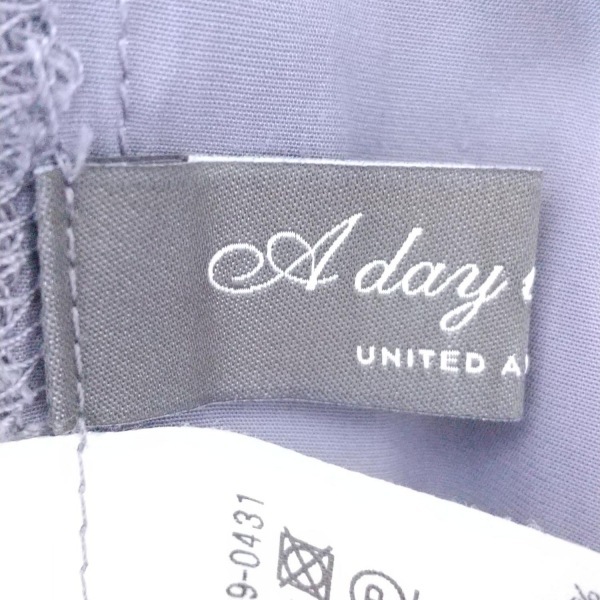 A day
UNITED A
9-0431
P
%